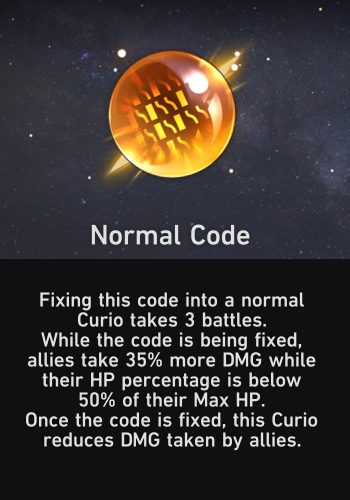 Normal Code
Fixing this code into a normal
Curio takes 3 battles.
While the code is being fixed,
allies take 35% more DMG while
their HP percentage is below
50% of their Max HP.
Once the code is fixed, this Curio
reduces DMG taken by allies.